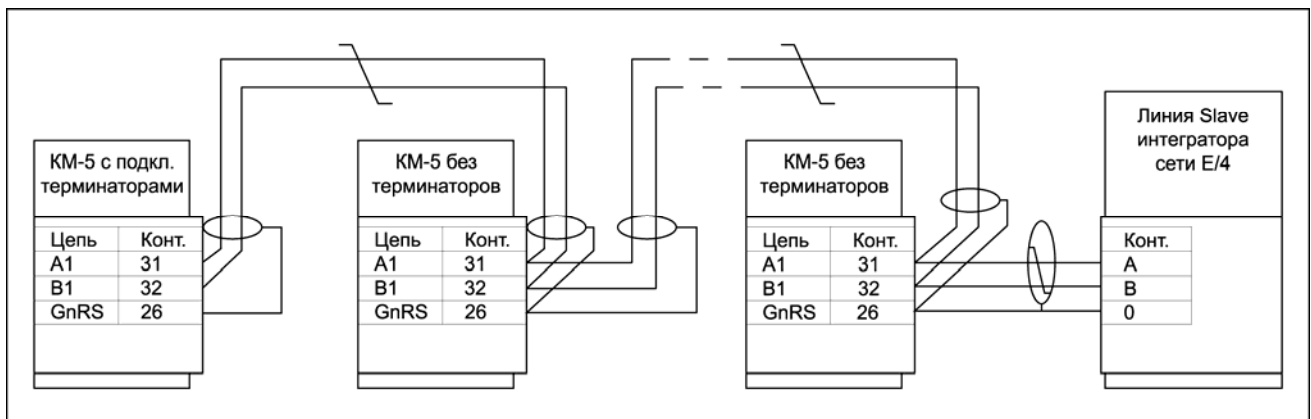 КМ-5 с подкл.
терминаторами
Цепь Конт.
A1 31
B1 32
GnRS 26
КМ-5 без
терминаторов
Цепь Конт.
A1 31
B1 32
GnRS 26
КМ-5 без
терминаторов
Цепь Конт.
A1 31
B1 32
GnRS 26
Линия Slave
интегратора
сети E/4
Конт.
A
B
0